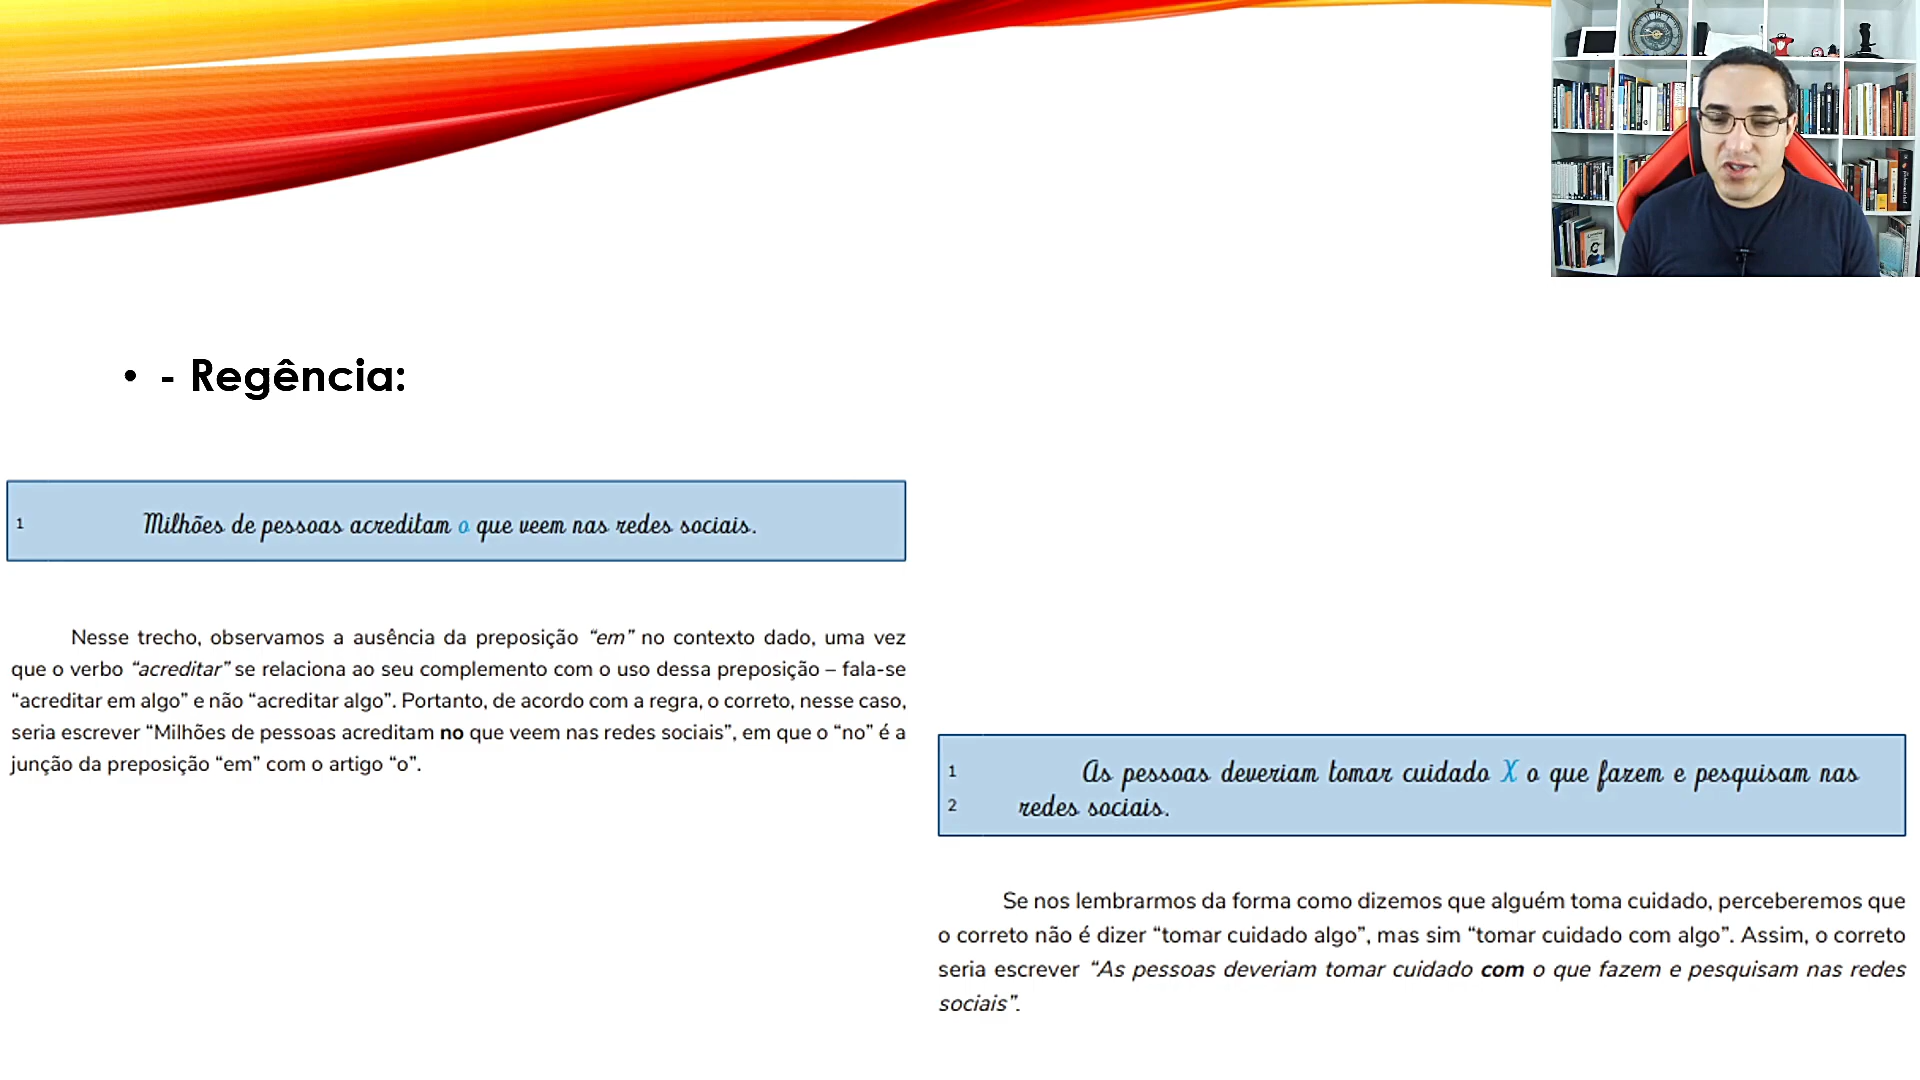 • - Regência:
1 Milhões de pessoas acreditam o que veem nas redes sociais.
Nesse trecho, observamos a ausência da preposição “em” no contexto dado, uma vez
que o verbo “acreditar” se relaciona ao seu complemento com o uso dessa preposição – fala-se
“acreditar em algo” e não “acreditar algo”. Portanto, de acordo com a regra, o correto, nesse caso,
seria escrever “Milhões de pessoas acreditam no que veem nas redes sociais”, em que o “no” é a
junção da preposição “em” com o artigo “o”.
1 As pessoas deveriam tomar cuidado X o que fazem e pesquisam nas
2 redes sociais.
Se nos lembrarmos da forma como dizemos que alguém toma cuidado, perceberemos que
o correto não é dizer “tomar cuidado algo”, mas sim “tomar cuidado com algo”. Assim, o correto
seria escrever “As pessoas deveriam tomar cuidado com o que fazem e pesquisam nas redes
sociais”.